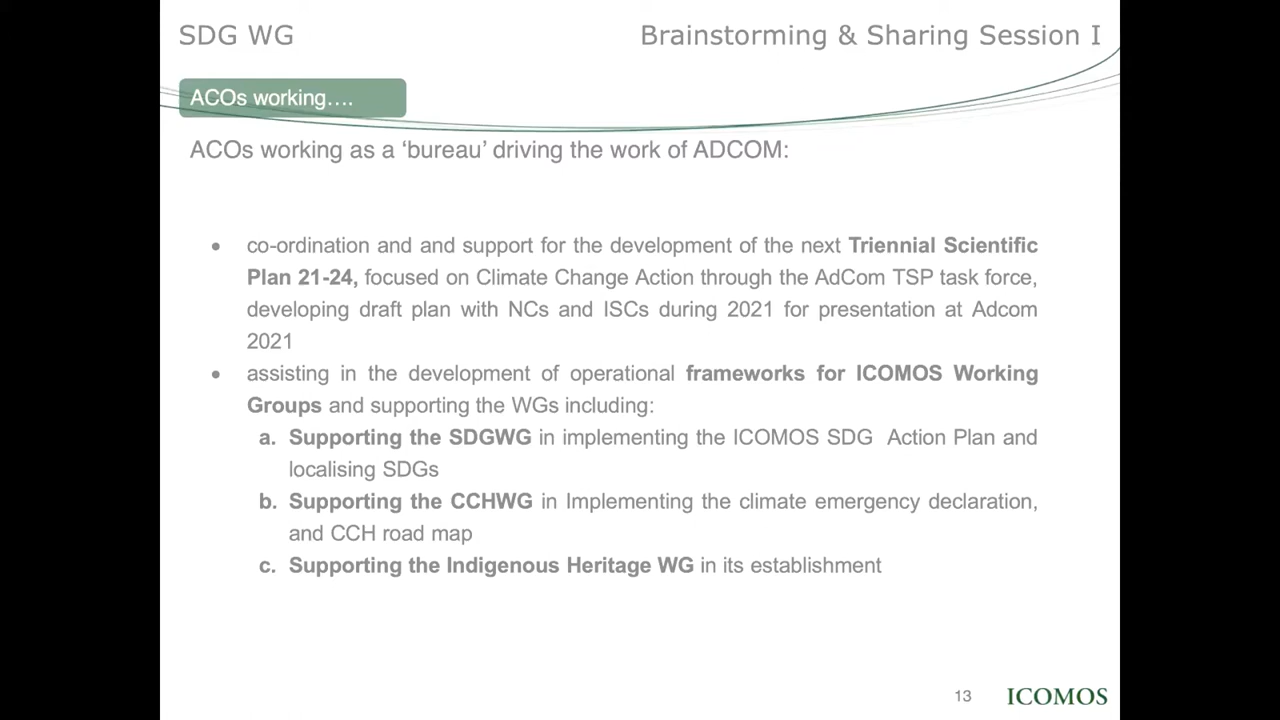 SDG WG
Brainstorming & Sharing Session I
ACOs working….
ACOs working as a ‘bureau’ driving the work of ADCOM:
• co-ordination and and support for the development of the next Triennial Scientific
Plan 21-24, focused on Climate Change Action through the AdCom TSP task force,
developing draft plan with NCs and ISCs during 2021 for presentation at Adcom
2021
• assisting in the development of operational frameworks for ICOMOS Working
Groups and supporting the WGs including:
a. Supporting the SDGWG in implementing the ICOMOS SDG Action Plan and
localising SDGs
b. Supporting the CCHWG in Implementing the climate emergency declaration,
and CCH road map
c. Supporting the Indigenous Heritage WG in its establishment
13
ICOMOS